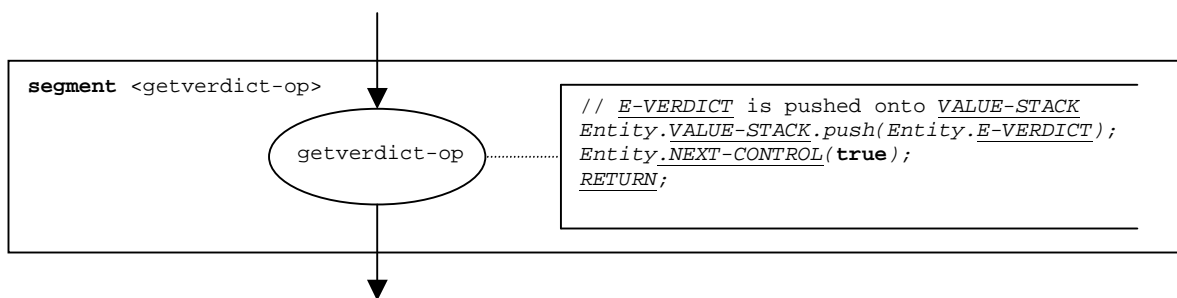 segment <getverdict-op>
getverdict-op
// E-VERDICT is pushed onto VALUE-STACK
Entity.VALUE-STACK.push(Entity.E-VERDICT);
Entity.NEXT-CONTROL(true);
RETURN;